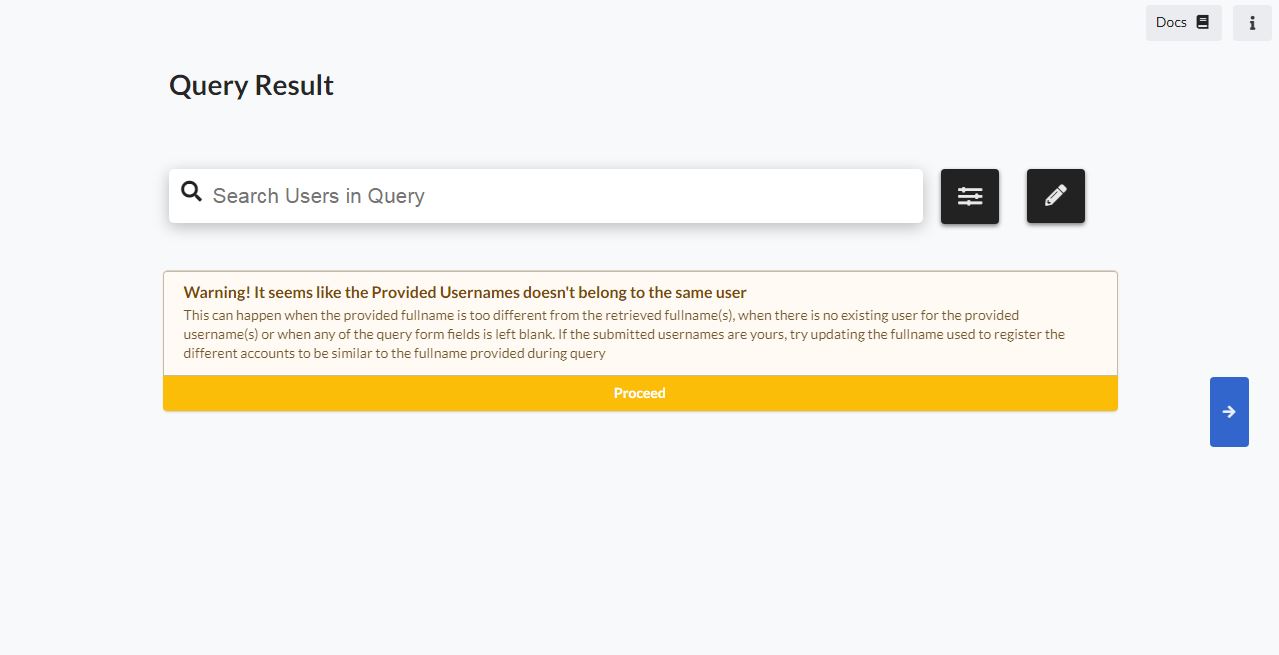 Docs
Query Result
Search Users in Query
Warning! It seems like the Provided Usernames doesn't belong to the same user
This can happen when the provided fullname is too different from the retrieved fullname(s), when there is no existing user for the provided
username(s) or when any of the query form fields is left blank. If the submitted usernames are yours, try updating the fullname used to register the
different accounts to be similar to the fullname provided during query
Proceed